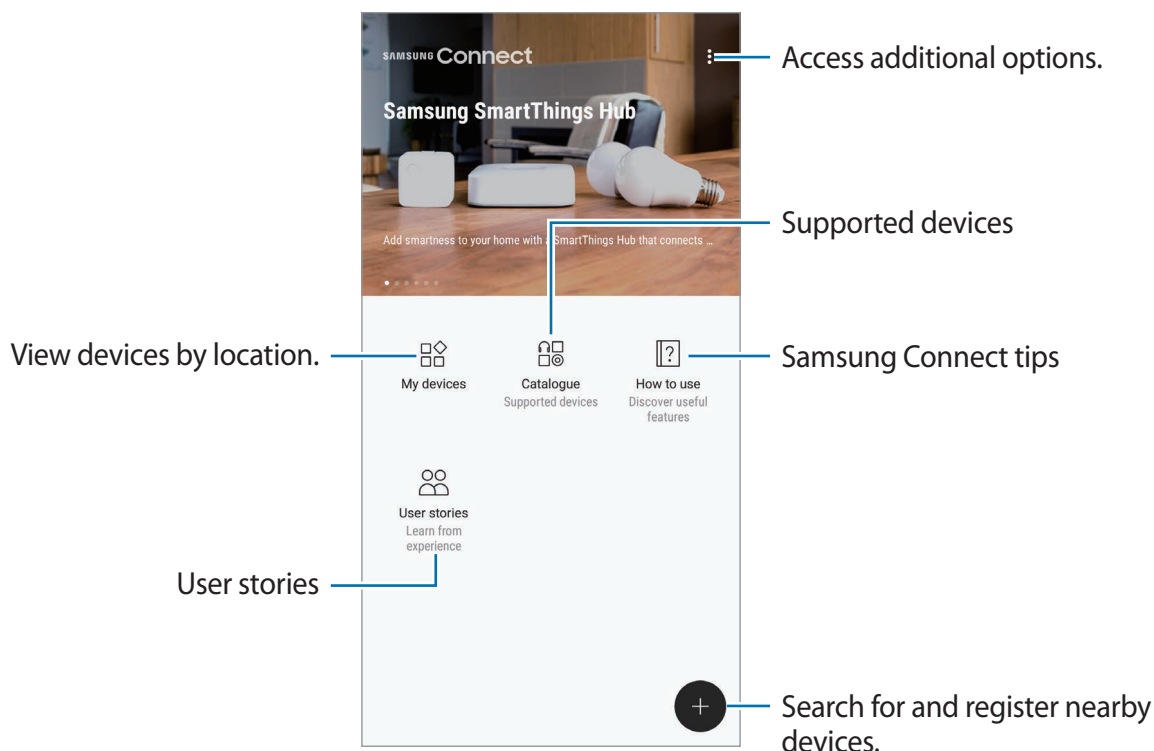 SAMSUNG Connect
Access additional options.
Samsung SmartThings Hub
Supported devices
Add smartness to your home with a SmartThings Hub that connects ...
View devices by location.
My devices
Catalogue
Supported devices
How to use
Discover useful
features
Samsung Connect tips
User stories
Learn from
experience
User stories
Search for and register nearby
devices.